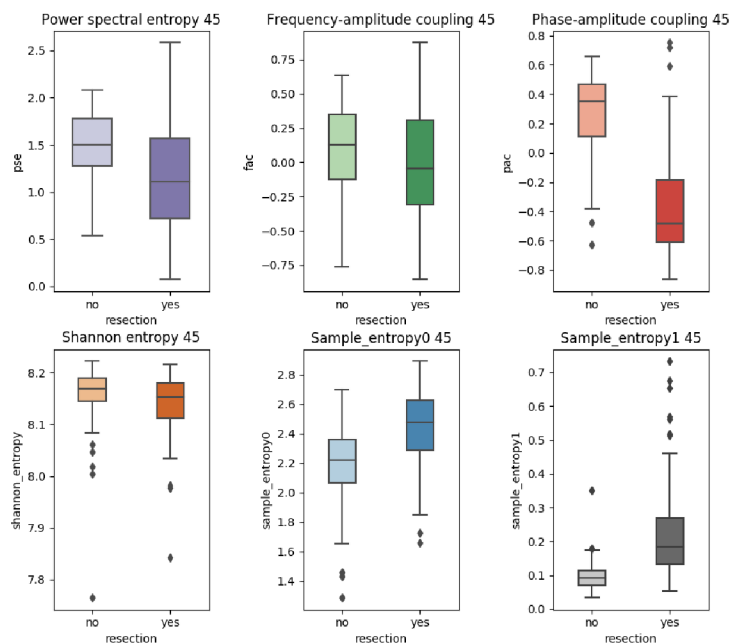 Power spectral entropy 45
2.5
2.0
1.5
1.0
0.5
0.0
pse
no yes
resection
Frequency-amplitude coupling 45
0.75
0.50
0.25
0.00
−0.25
−0.50
−0.75
fac
no yes
resection
Phase-amplitude coupling 45
0.8
0.6
0.4
0.2
0.0
−0.2
−0.4
−0.6
−0.8
pac
no yes
resection
Shannon entropy 45
8.2
8.1
8.0
7.9
7.8
shannon_entropy
no yes
resection
Sample_entropy0 45
2.8
2.6
2.4
2.2
2.0
1.8
1.6
1.4
sample_entropy0
no yes
resection
Sample_entropy1 45
0.7
0.6
0.5
0.4
0.3
0.2
0.1
0.0
sample_entropy1
no yes
resection